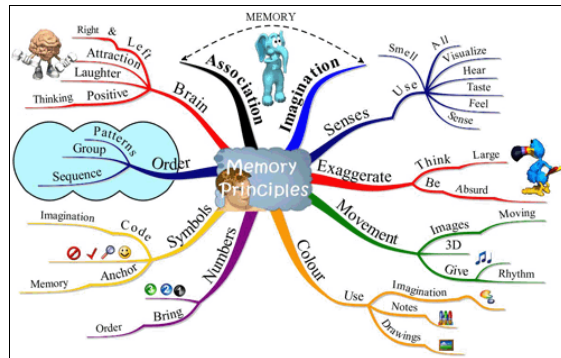 MEMORY
Memory
Principles
Association
Imagination
Senses
Use
Smell
All
Visualize
Hear
Taste
Feel
Sense
Exaggerate
Think
Large
Be
Absurd
Movement
Images
Moving
3D
Give
Rhythm
Colour
Use
Imagination
Notes
Drawings
Numbers
Bring
Order
Symbols
Code
Imagination
Anchor
Memory
Order
Patterns
Group
Sequence
Brain
Right & Left
Attraction
Laughter
Positive
Thinking